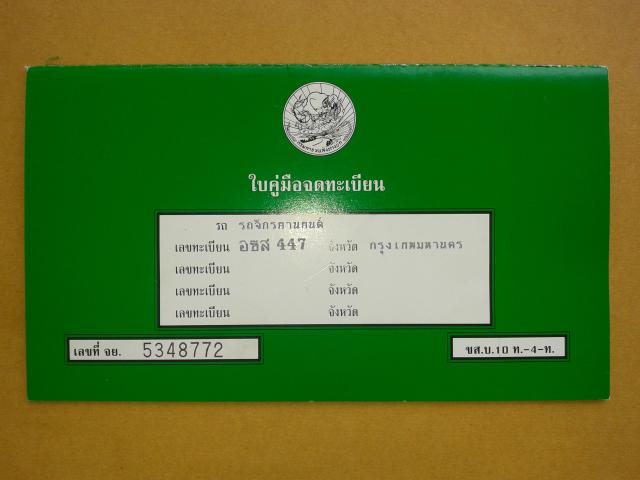 ใบคู่มือจดทะเบียน
รถ รถจักรยานยนต์
เลขทะเบียน อชส 447 จังหวัด กรุงเทพมหานคร
เลขทะเบียน จังหวัด
เลขทะเบียน จังหวัด
เลขทะเบียน จังหวัด
เลขที่ จย. 5348772
ขส.บ.10 ท.-4-ท.